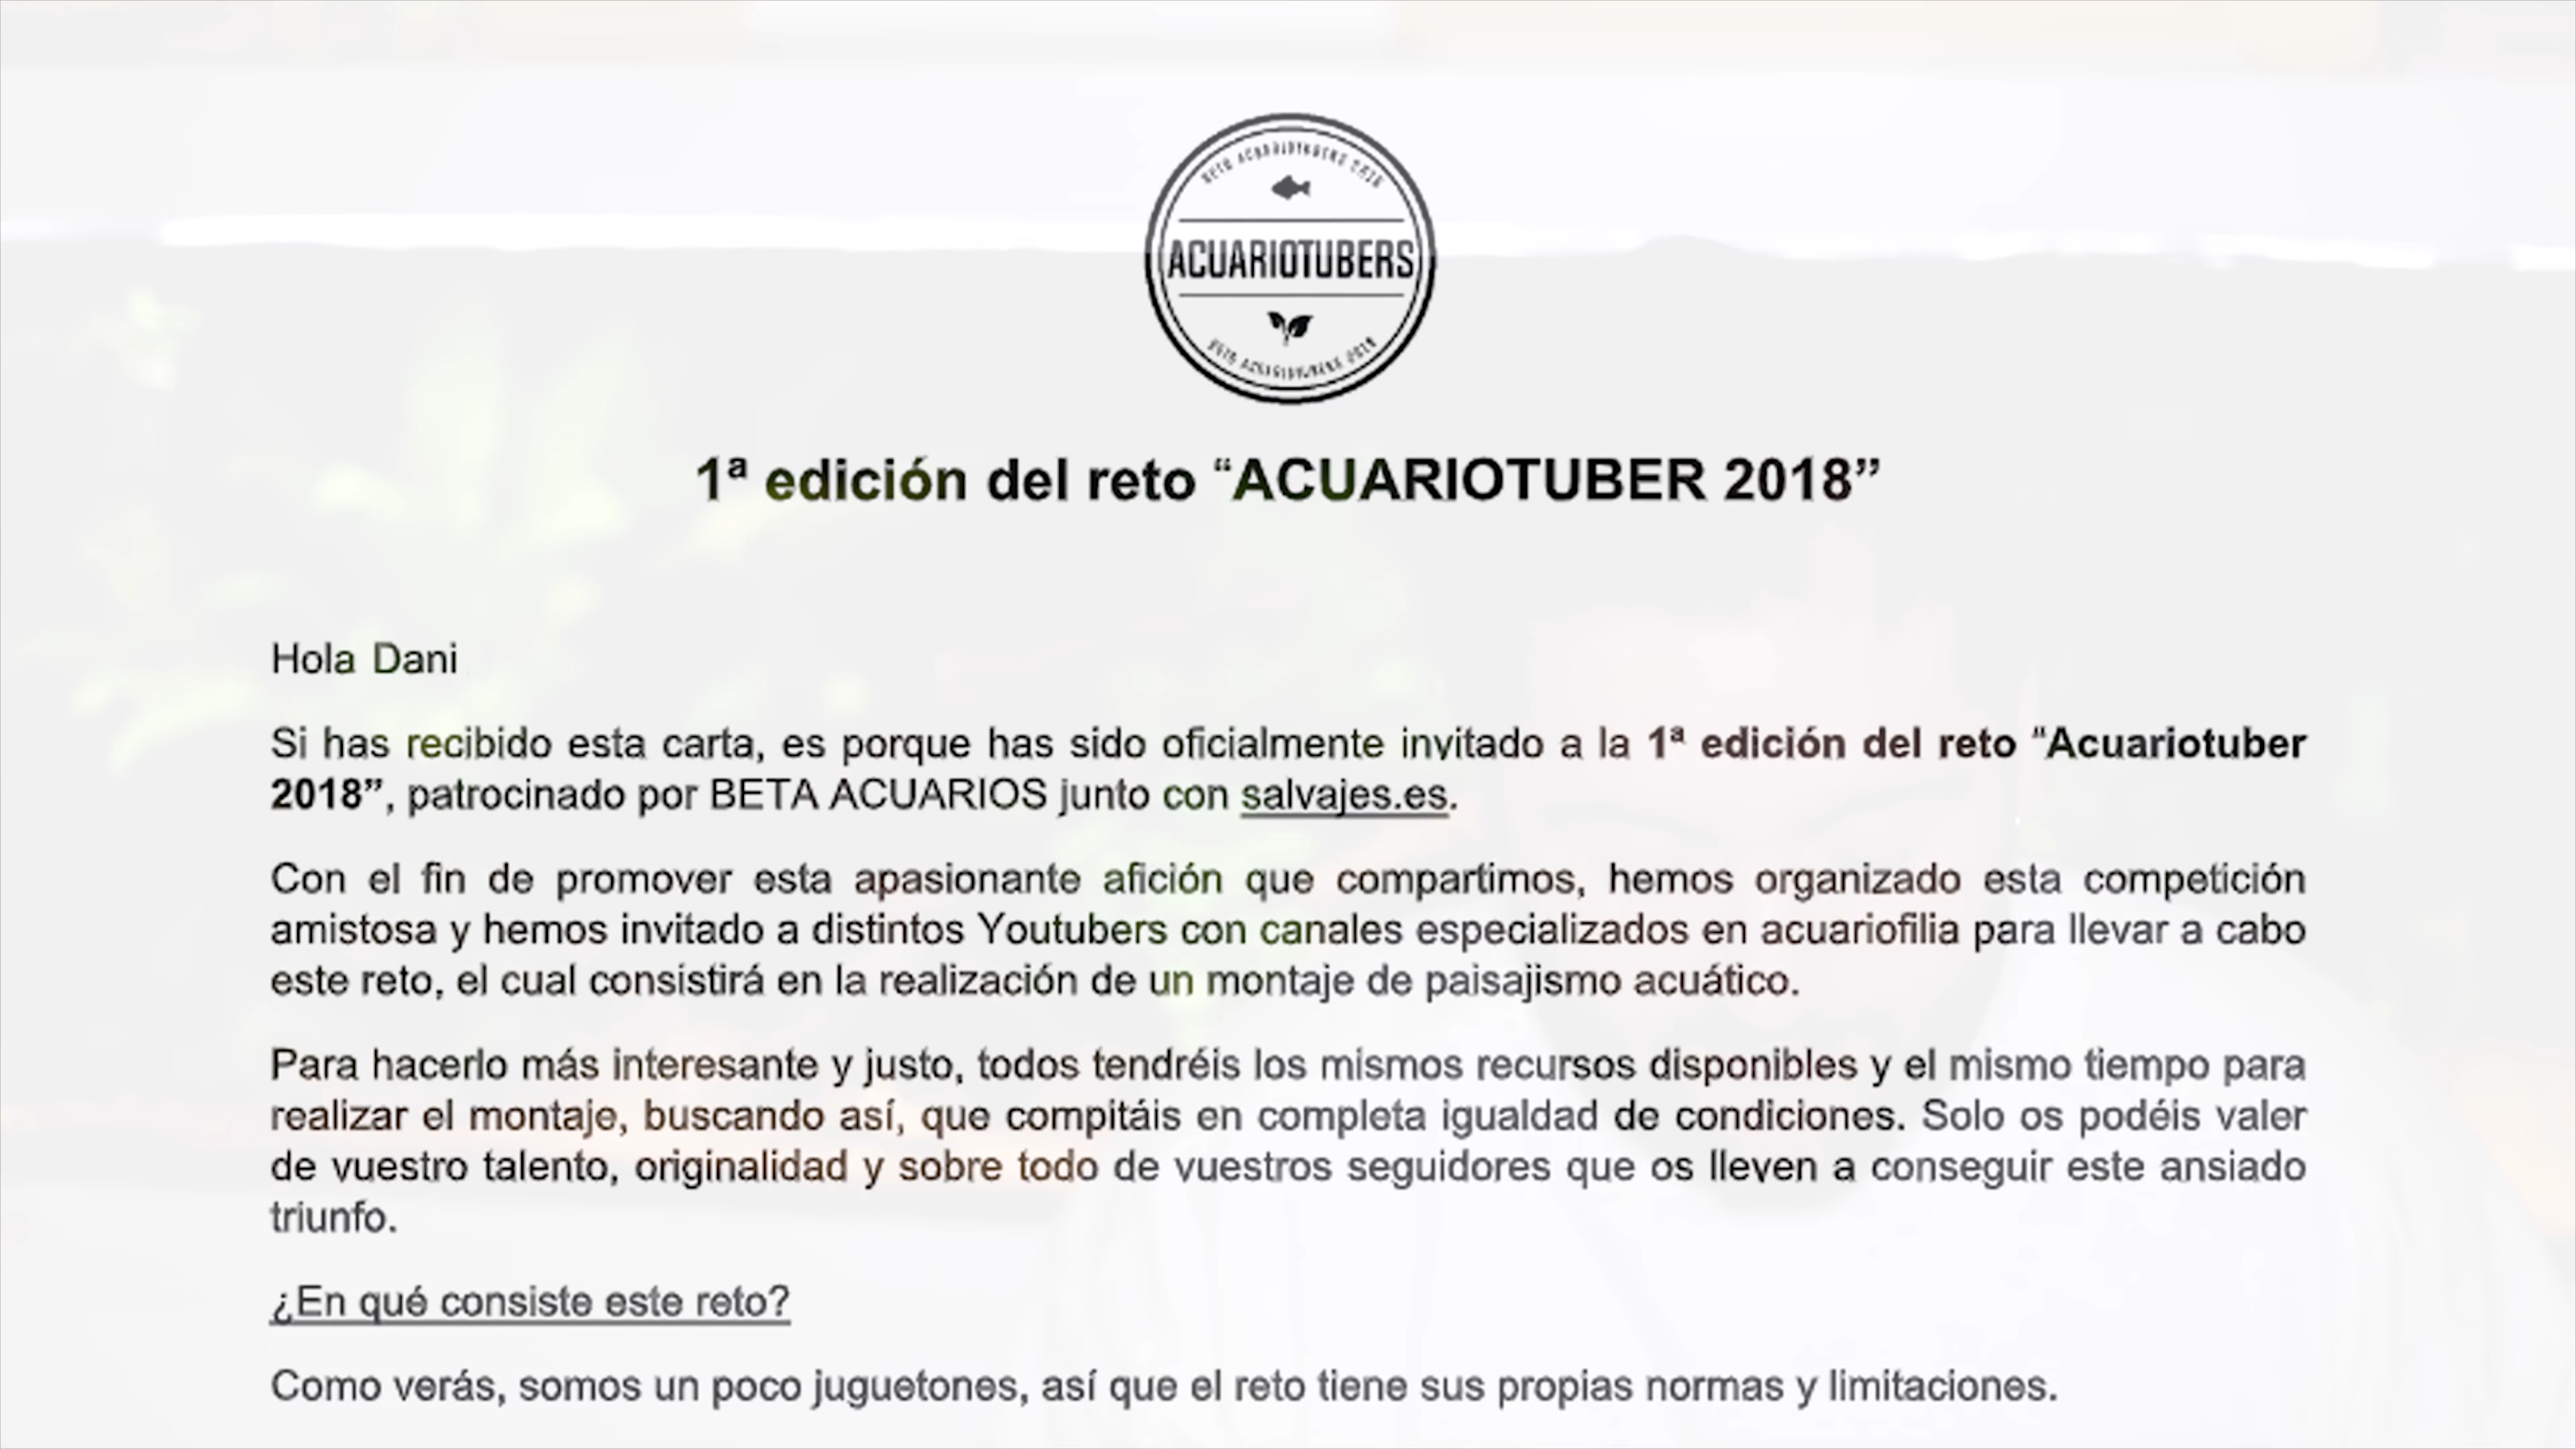 RETO ACUARIOTUBERS 2018
ACUARIOTUBERS
RETO ACUARIOTUBERS 2018
1ª edición del reto “ACUARIOTUBER 2018”
Hola Dani
Si has recibido esta carta, es porque has sido oficialmente invitado a la 1ª edición del reto “Acuariotuber
2018”, patrocinado por BETA ACUARIOS junto con salvajes.es.
Con el fin de promover esta apasionante afición que compartimos, hemos organizado esta competición
amistosa y hemos invitado a distintos Youtubers con canales especializados en acuariofilia para llevar a cabo
este reto, el cual consistirá en la realización de un montaje de paisajismo acuático.
Para hacerlo más interesante y justo, todos tendréis los mismos recursos disponibles y el mismo tiempo para
realizar el montaje, buscando así, que compitáis en completa igualdad de condiciones. Solo os podéis valer
de vuestro talento, originalidad y sobre todo de vuestros seguidores que os lleven a conseguir este ansiado
triunfo.
¿En qué consiste este reto?
Como verás, somos un poco juguetones, así que el reto tiene sus propias normas y limitaciones.